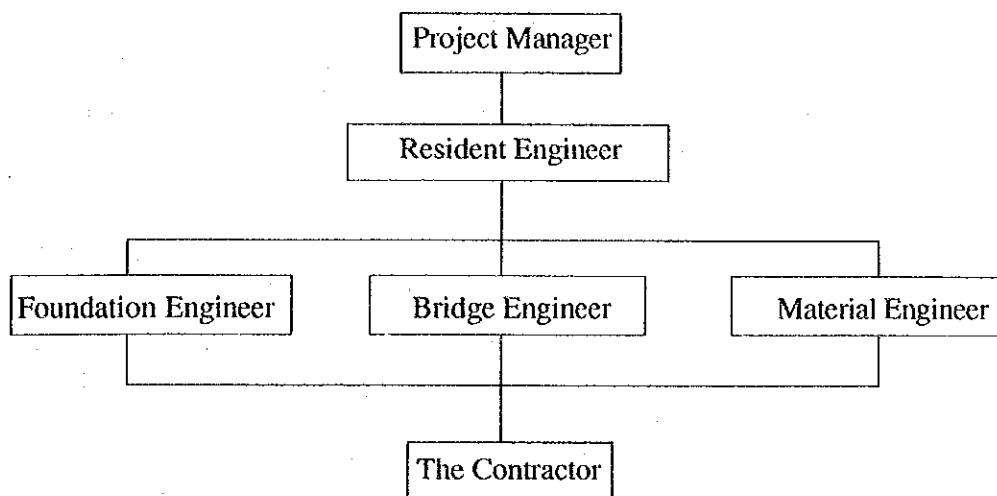 Project Manager
Resident Engineer
Foundation Engineer
Bridge Engineer
Material Engineer
The Contractor